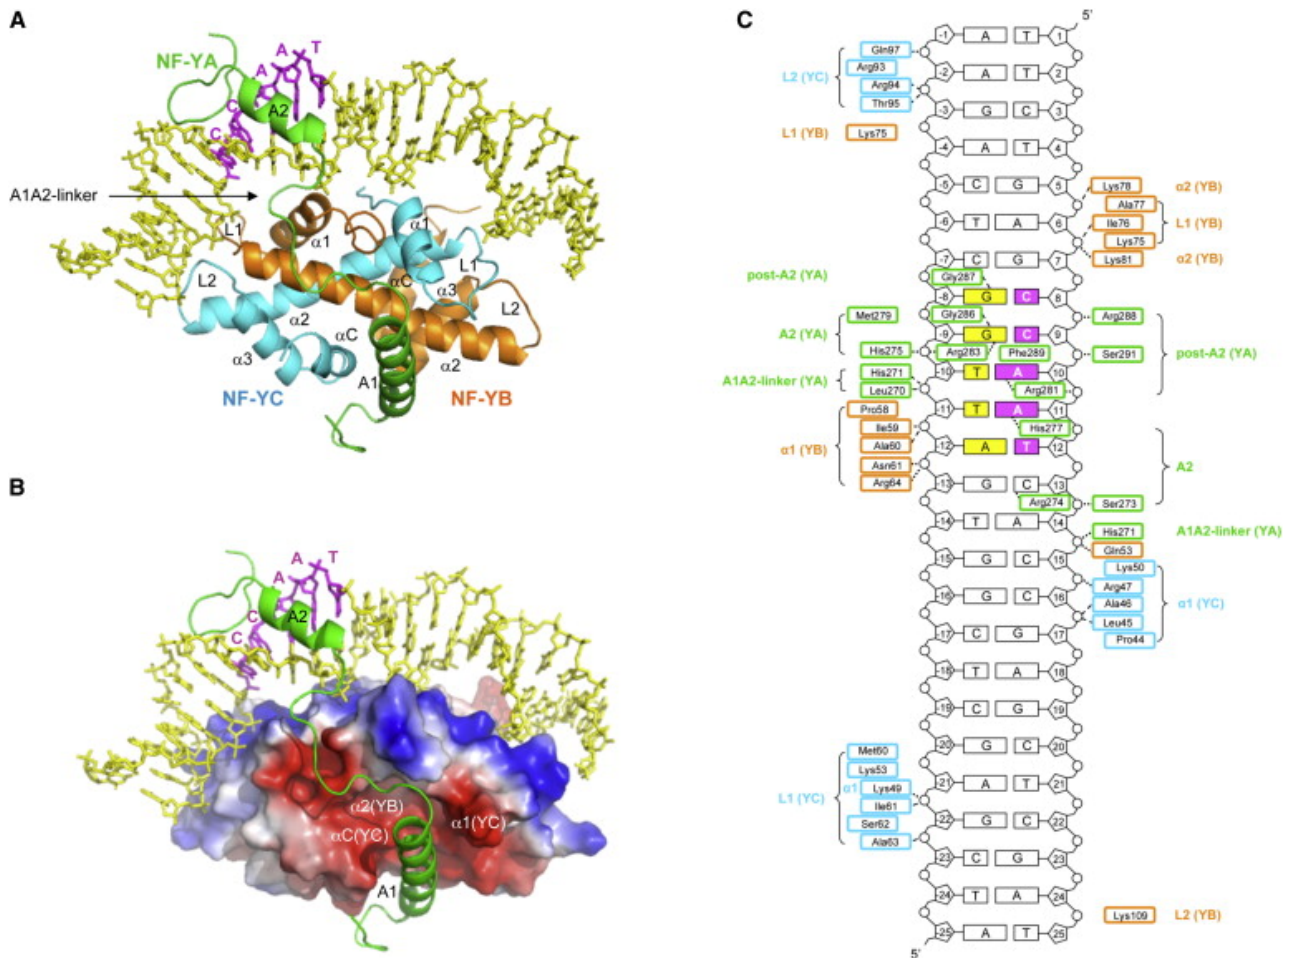 A
NF-YA
A
A
T
C
C
A2
A1A2-linker
L1
α1
α1
L2
L1
αC
α3
L2
α2
αC
α3
α2
A1
NF-YC
NF-YB
B
A
A
T
C
C
A2
α2(YB)
αC(YC)
α1(YC)
A1
C
5'
-1 A T 1
Gln97
L2 (YC)
Arg93
-2 A T 2
Arg94
Thr95
-3 G C 3
L1 (YB) Lys75
-4 A T 4
-5 C G 5
Lys78 α2 (YB)
Ala77
-6 T A 6
Ile76 L1 (YB)
Lys75
-7 C G 7
Lys81 α2 (YB)
post-A2 (YA) Gly287
-8 G C 8
Met279 Gly286 Arg288
A2 (YA)
-9 G C 9
His275 Arg283 Phe289 Ser291 post-A2 (YA)
His271 -10 T A 10
A1A2-linker (YA)
Leu270 Arg281
Pro58 -11 T A 11
Ile59 His277
α1 (YB) Ala60 -12 A T 12
Asn61 A2
Arg64 -13 G C 13
Arg274 Ser273
-14 T A 14
His271 A1A2-linker (YA)
Gln53
-15 G C 15
Lys50
Arg47
-16 G C 16
Ala46 α1 (YC)
Leu45
-17 C G 17
Pro44
-18 T A 18
-19 C G 19
-20 G C 20
Met60
Lys53
-21 A T 21
L1 (YC) α1 Lys49
Ile61
-22 G C 22
Ser62
Ala63
-23 C G 23
-24 T A 24
Lys109 L2 (YB)
-25 A T 25
5'